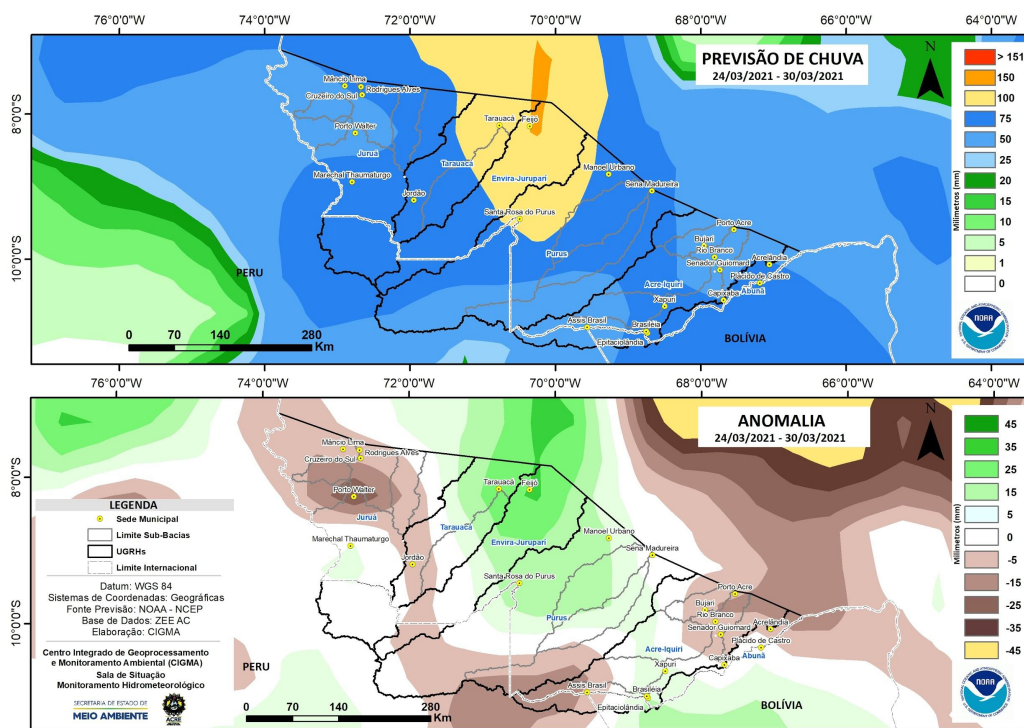 76°0'0"W 74°0'0"W 72°0'0"W 70°0'0"W 68°0'0"W 66°0'0"W 64°0'0"W
PREVISÃO DE CHUVA
24/03/2021 - 30/03/2021
N
8°0'0"S
10°0'0"S
Mâncio Lima
Rodrigues Alves
Cruzeiro do Sul
Porto Walter
Juruá
Marechal Thaumaturgo
Jordão
Tarauacá
Feijó
Tarauacá
Envira-Jurupari
Manoel Urbano
Sena Madureira
Santa Rosa do Purus
Purus
Porto Acre
Bujari
Rio Branco
Senador Guiomard
Acrelândia
Plácido de Castro
Abunã
Capixaba
Acre-Iquiri
Xapuri
Assis Brasil
Brasiléia
Epitaciolândia
PERU
BOLÍVIA
0 70 140 280
Km
Milímetros (mm)
> 151
150
100
75
50
25
20
15
10
5
1
0
NOAA
76°0'0"W 74°0'0"W 72°0'0"W 70°0'0"W 68°0'0"W 66°0'0"W 64°0'0"W
ANOMALIA
24/03/2021 - 30/03/2021
N
8°0'0"S
10°0'0"S
Mâncio Lima
Rodrigues Alves
Cruzeiro do Sul
Porto Walter
Juruá
Marechal Thaumaturgo
Jordão
Tarauacá
Feijó
Tarauacá
Envira-Jurupari
Manoel Urbano
Sena Madureira
Santa Rosa do Purus
Purus
Porto Acre
Bujari
Rio Branco
Senador Guiomard
Acrelândia
Plácido de Castro
Abunã
Capixaba
Acre-Iquiri
Xapuri
Assis Brasil
Brasiléia
Epitaciolândia
PERU
BOLÍVIA
0 70 140 280
Km
Milímetros (mm)
45
35
25
15
5
0
-5
-15
-25
-35
-45
NOAA
LEGENDA
Sede Municipal
Limite Sub-Bacias
UGRHs
Limite Internacional
Datum: WGS 84
Sistemas de Coordenadas: Geográficas
Fonte Previsão: NOAA - NCEP
Base de Dados: ZEE AC
Elaboração: CIGMA
Centro Integrado de Geoprocessamento
e Monitoramento Ambiental (CIGMA)
Sala de Situação
Monitoramento Hidrometeorológico
SECRETARIA DE ESTADO DE
MEIO AMBIENTE
ACRE